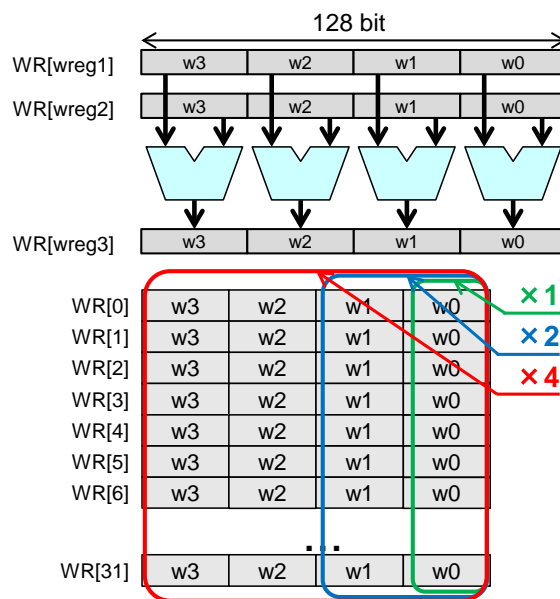 128 bit
WR[wreg1] w3 w2 w1 w0
WR[wreg2] w3 w2 w1 w0
WR[wreg3] w3 w2 w1 w0
WR[0] w3 w2 w1 w0 ×1
WR[1] w3 w2 w1 w0 ×2
WR[2] w3 w2 w1 w0 ×4
WR[3] w3 w2 w1 w0
WR[4] w3 w2 w1 w0
WR[5] w3 w2 w1 w0
WR[6] w3 w2 w1 w0
...
WR[31] w3 w2 w1 w0